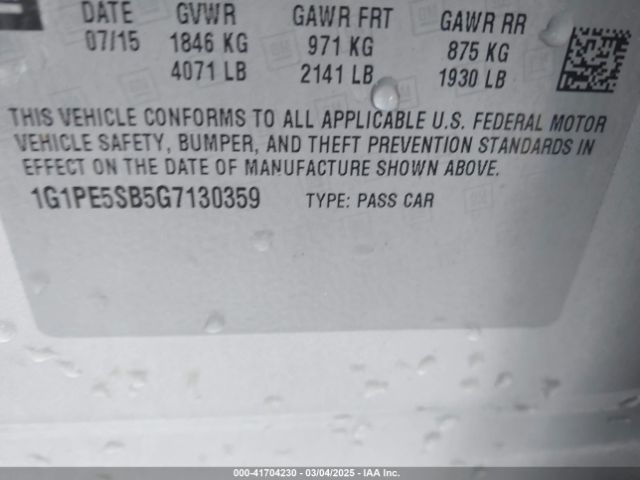 DATE GVWR GAWR FRT GAWR RR
07/15 1846 KG 971 KG 875 KG
4071 LB 2141 LB 1930 LB
THIS VEHICLE CONFORMS TO ALL APPLICABLE U.S. FEDERAL MOTOR
VEHICLE SAFETY, BUMPER, AND THEFT PREVENTION STANDARDS IN
EFFECT ON THE DATE OF MANUFACTURE SHOWN ABOVE.
1G1PE5SB5G7130359 TYPE: PASS CAR
000-41704230 - 03/04/2025 - IAA Inc.